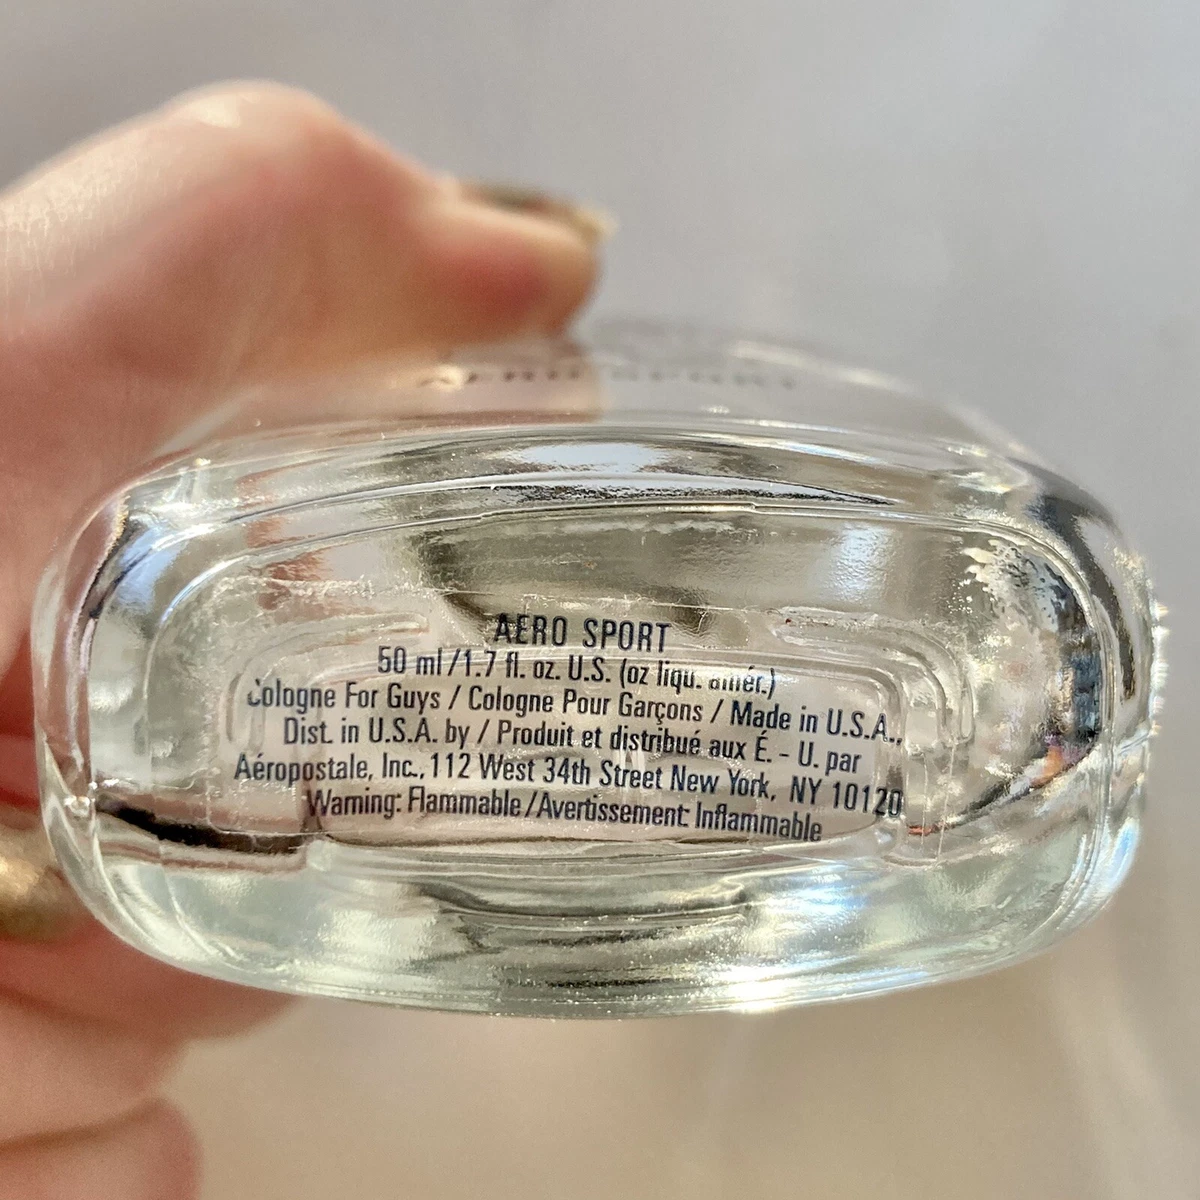 AERO SPORT
AERO SPORT
50 ml/1.7 fl. oz. U.S. (oz liqu. amér.)
Cologne For Guys / Cologne Pour Garçons / Made in U.S.A.,
Dist. in U.S.A. by / Produit et distribué aux É. - U. par
Aéropostale, Inc., 112 West 34th Street New York, NY 10120
Warning: Flammable/Avertissement: Inflammable